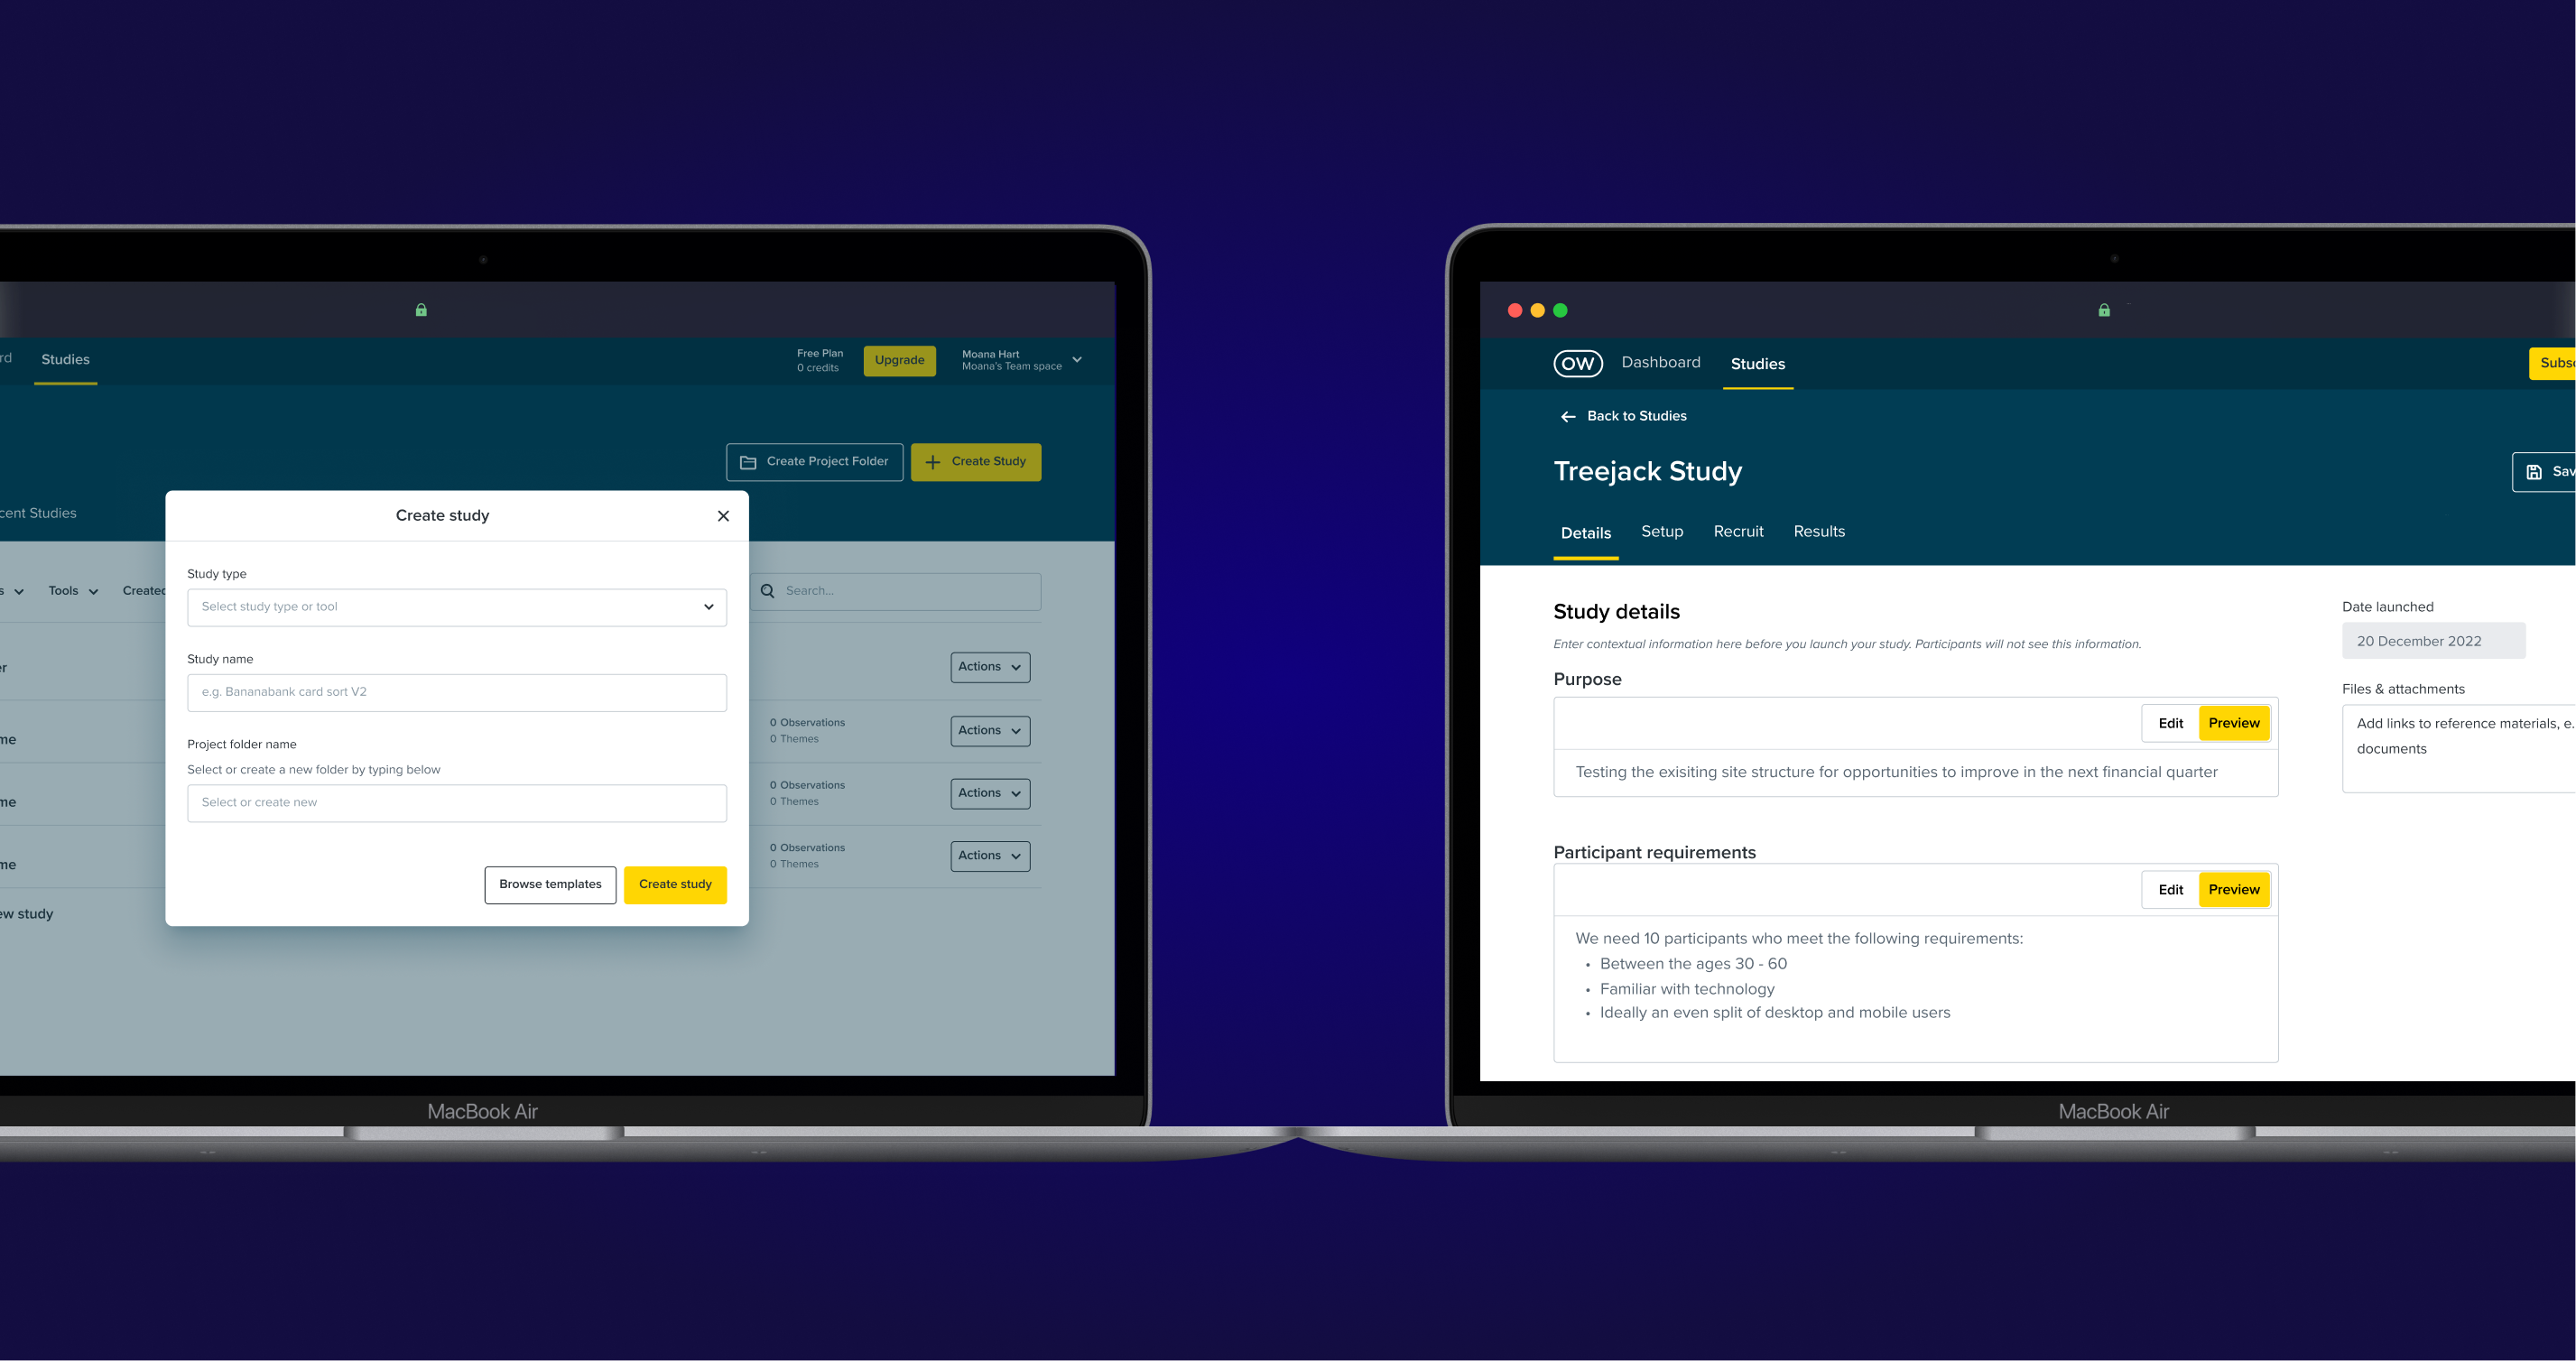 Studies
Free Plan
0 credits
Upgrade
Moana Hart
Moana's Team space
Create Project Folder
Create Study
cent Studies
Create study
Tools
Created
Search...
Study type
Select study type or tool
Study name
e.g. Bananabank card sort V2
Project folder name
Select or create a new folder by typing below
Select or create new
Browse templates
Create study
Actions
me
0 Observations
0 Themes
Actions
me
0 Observations
0 Themes
Actions
me
0 Observations
0 Themes
Actions
ew study
MacBook Air
OW
Dashboard
Studies
Subsc
Back to Studies
Treejack Study
Sav
Details
Setup
Recruit
Results
Study details
Enter contextual information here before you launch your study. Participants will not see this information.
Purpose
Edit
Preview
Testing the exisiting site structure for opportunities to improve in the next financial quarter
Participant requirements
Edit
Preview
We need 10 participants who meet the following requirements:
• Between the ages 30 - 60
• Familiar with technology
• Ideally an even split of desktop and mobile users
Date launched
20 December 2022
Files & attachments
Add links to reference materials, e.
documents
MacBook Air